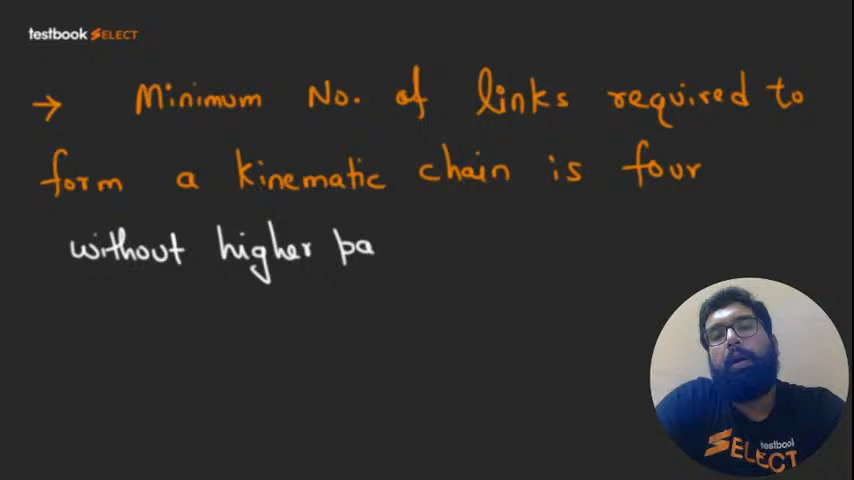 testbook SELECT
→ Minimum No. of links required to
form a kinematic chain is four
without higher pa
testbook
SELECT